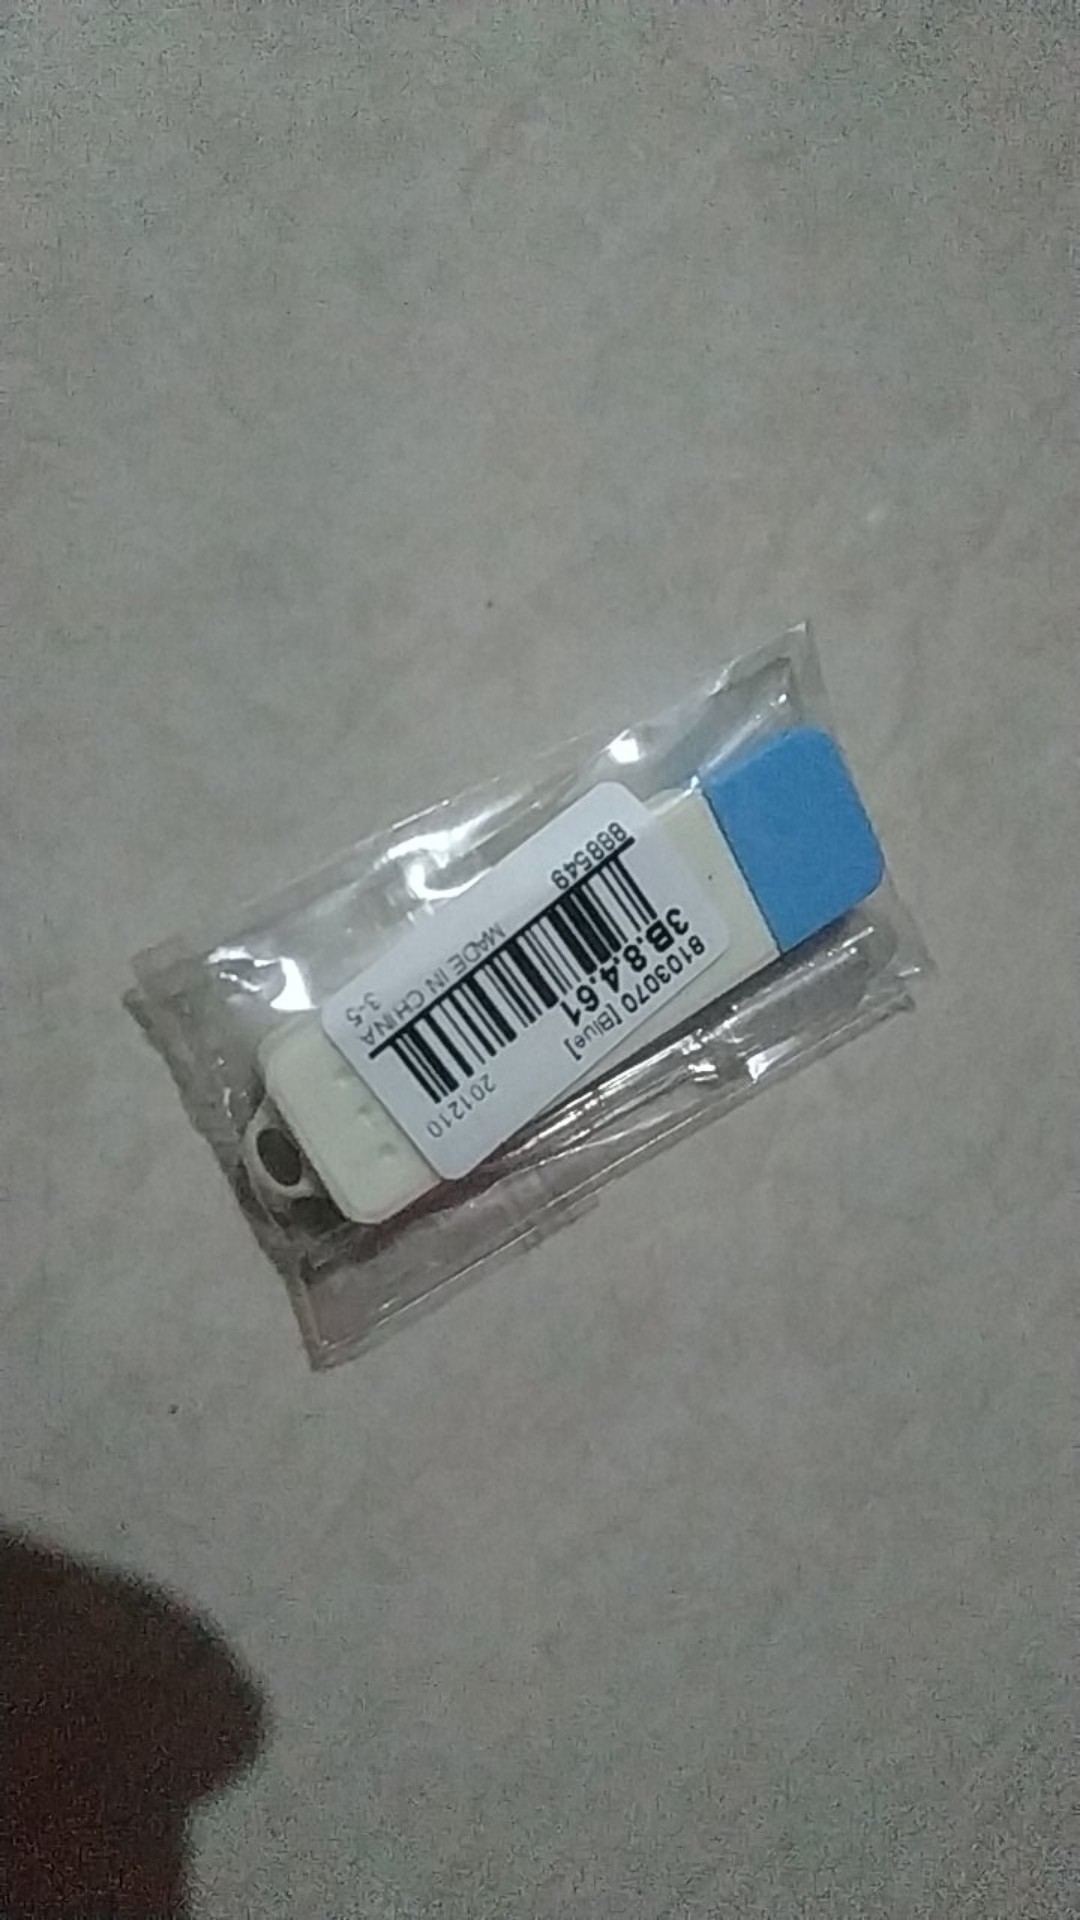 8103070 [Blue]
3B.8.4.61
888549
201210
MADE IN CHINA
3-5